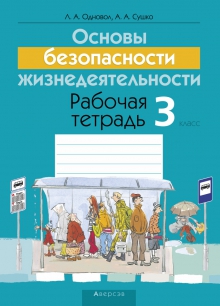 Л. А. Одновол, А. А. Сушко
Основы
безопасности
жизнедеятельности
Рабочая
тетрадь 3 класс
Аверсэв